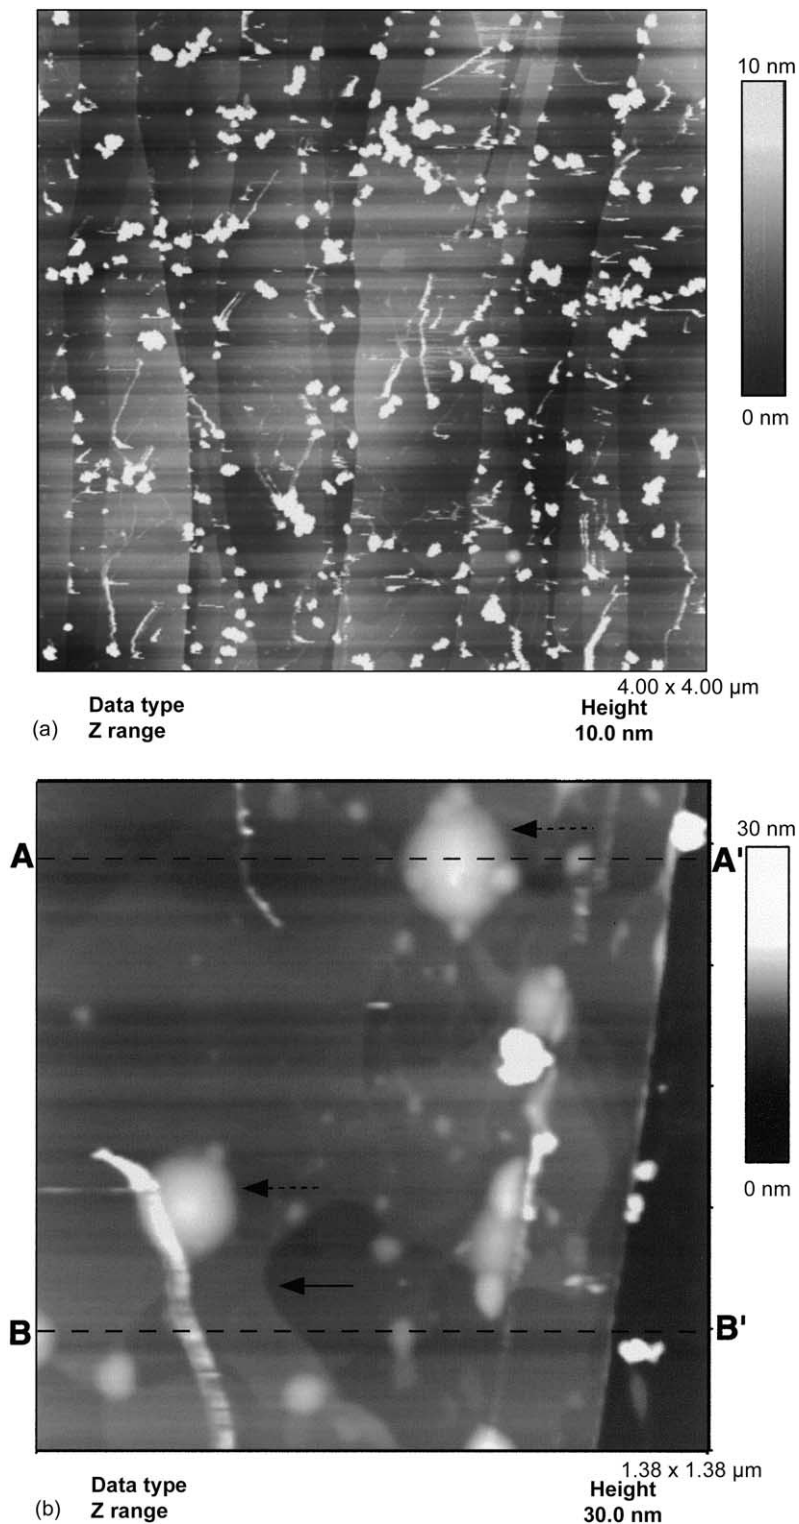 10 nm
0 nm
4.00 x 4.00 µm
Data type Height
(a) Z range 10.0 nm
30 nm
A A'
0 nm
B B'
1.38 x 1.38 µm
Data type Height
(b) Z range 30.0 nm